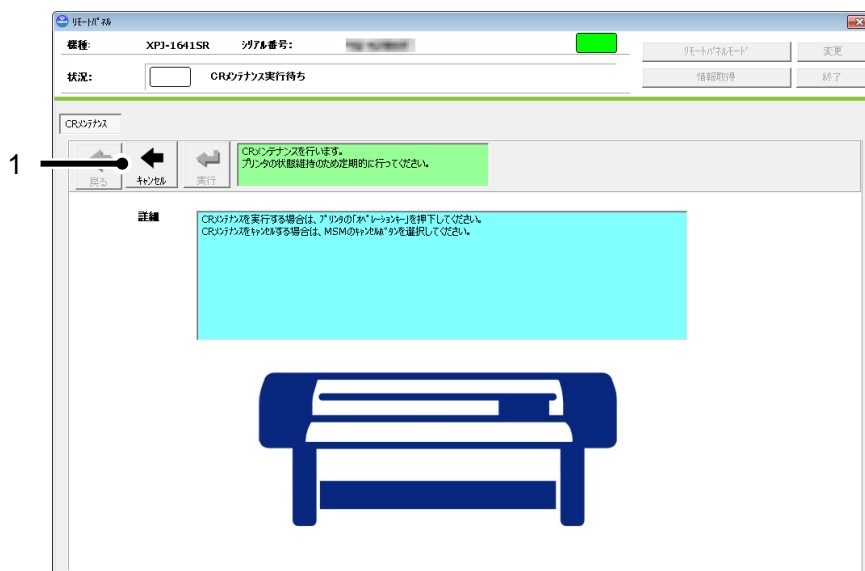 リモートパネル
機種: XPJ-1641SR シリアル番号:
リモートパネルモード 変更
状況: CRメンテナンス実行待ち
情報取得 終了
CRメンテナンス
1
戻る キャンセル 実行
CRメンテナンスを行います。
プリンタの状態維持のため定期的に行ってください。
詳細
CRメンテナンスを実行する場合は、プリンタの「オペレーションキー」を押下してください。
CRメンテナンスをキャンセルする場合は、MSMのキャンセルボタンを選択してください。